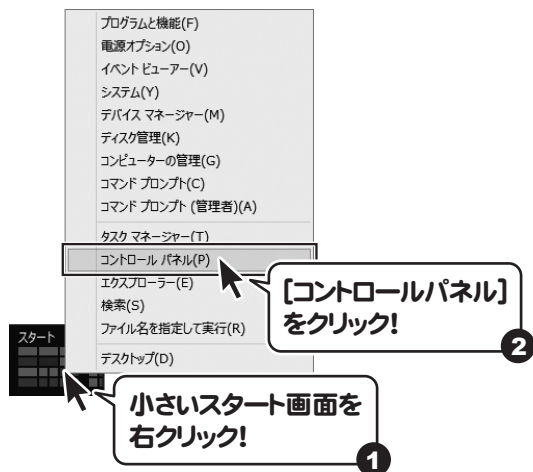 プログラムと機能(F)
電源オプション(O)
イベント ビューアー(V)
システム(Y)
デバイス マネージャー(M)
ディスク管理(K)
コンピューターの管理(G)
コマンド プロンプト(C)
コマンド プロンプト (管理者)(A)
タスク マネージャー(T)
コントロール パネル(P)
エクスプローラー(E)
検索(S)
ファイル名を指定して実行(R)
デスクトップ(D)
[コントロールパネル]
をクリック!
2
スタート
小さいスタート画面を
右クリック!
1